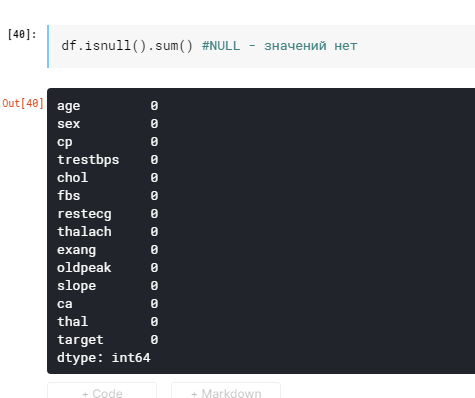 [40]:
df.isnull().sum() #NULL - значений нет
Out[40]
age 0
sex 0
cp 0
trestbps 0
chol 0
fbs 0
restecg 0
thalach 0
exang 0
oldpeak 0
slope 0
ca 0
thal 0
target 0
dtype: int64
+ Code + Markdown